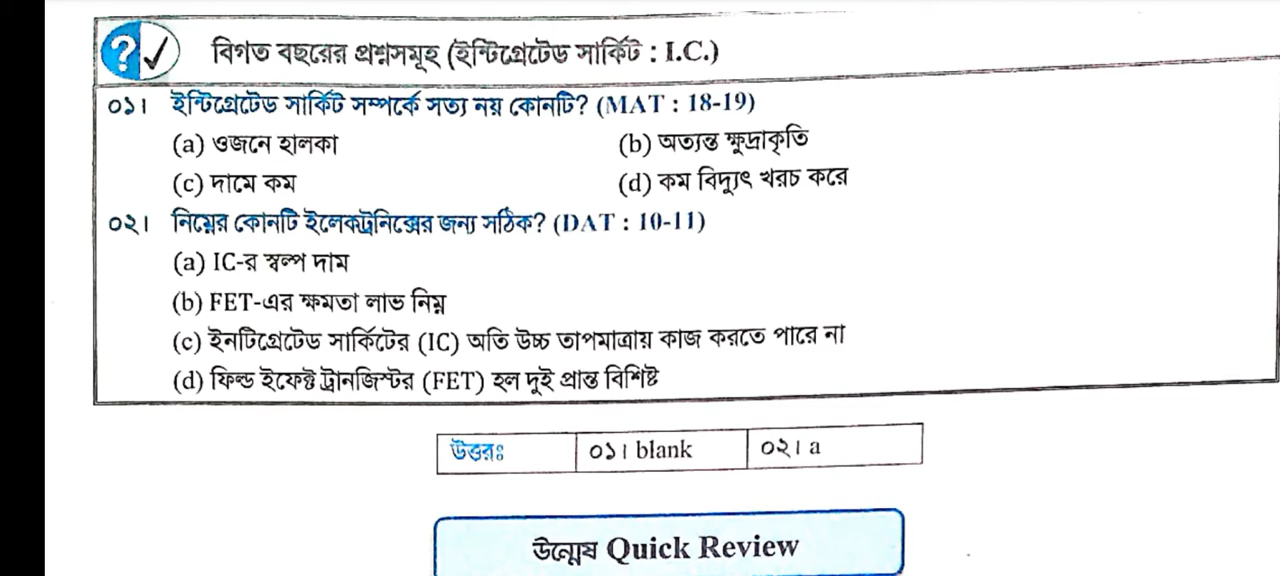 বিগত বছরের প্রশ্নসমূহ (ইন্টিগ্রেটেড সার্কিট : I.C.)
০১। ইন্টিগ্রেটেড সার্কিট সম্পর্কে সত্য নয় কোনটি? (MAT : 18-19)
(a) ওজনে হালকা (b) অত্যন্ত ক্ষুদ্রাকৃতি
(c) দামে কম (d) কম বিদ্যুৎ খরচ করে
০২। নিম্নের কোনটি ইলেকট্রনিক্সের জন্য সঠিক? (DAT : 10-11)
(a) IC-র স্বল্প দাম
(b) FET-এর ক্ষমতা লাভ নিম্ন
(c) ইনটিগ্রেটেড সার্কিটের (IC) অতি উচ্চ তাপমাত্রায় কাজ করতে পারে না
(d) ফিল্ড ইফেক্ট ট্রানজিস্টর (FET) হল দুই প্রান্ত বিশিষ্ট
উত্তরঃ ০১। blank ০২। a
উন্মেষ Quick Review